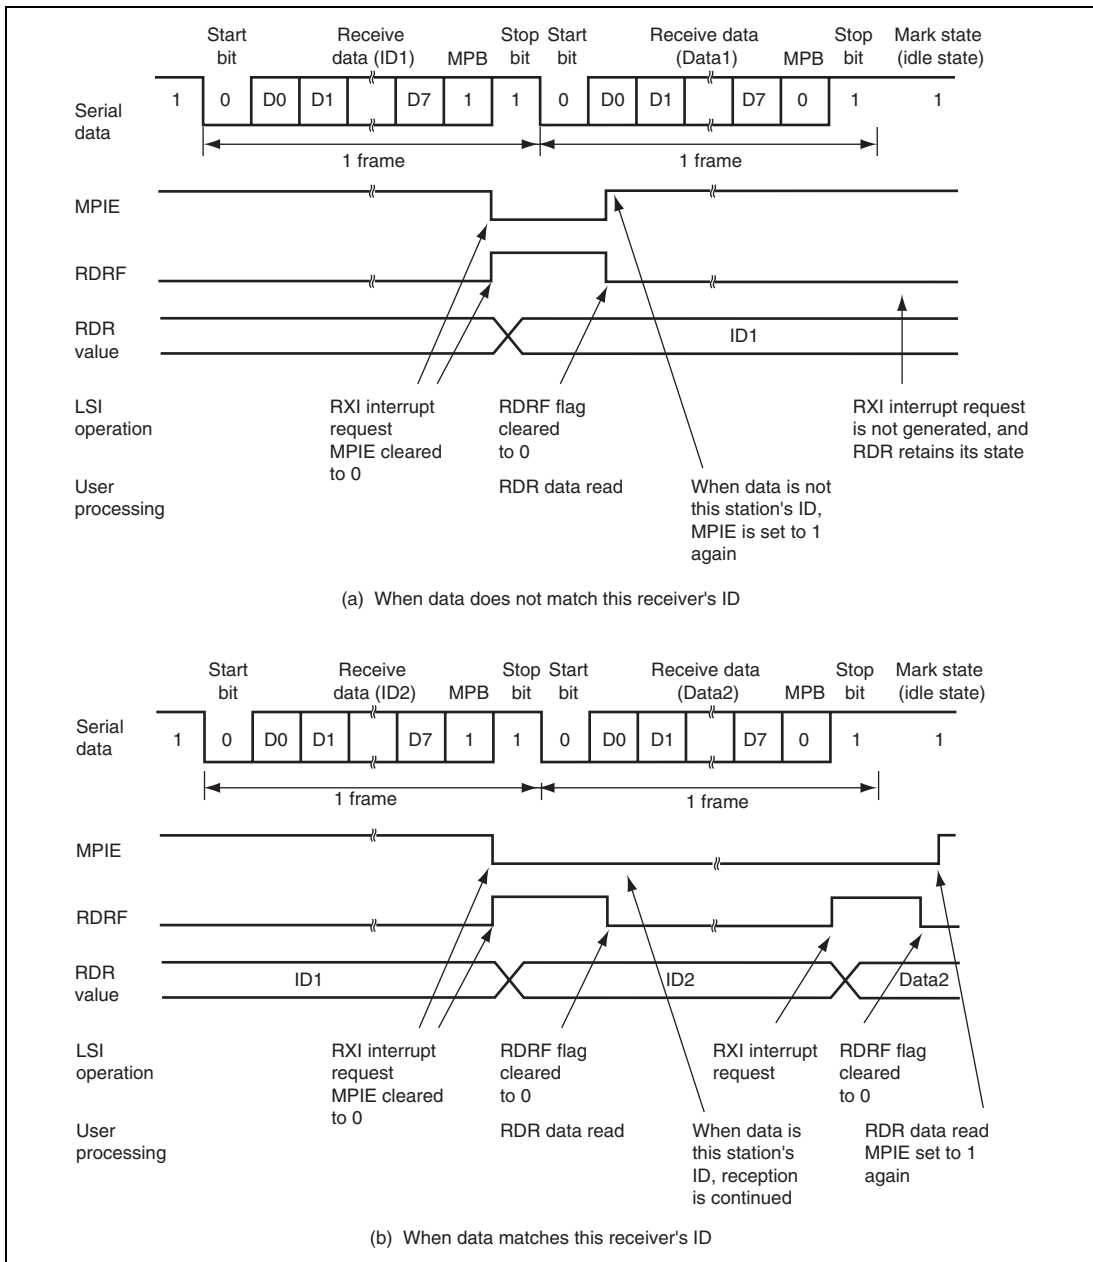 Start bit Receive data (ID1) MPB Stop bit Start bit Receive data (Data1) MPB Stop bit Mark state (idle state)
Serial data 1 0 D0 D1 D7 1 1 0 D0 D1 D7 0 1 1
1 frame 1 frame
MPIE
RDRF
RDR value ID1
LSI operation
RXI interrupt request MPIE cleared to 0
RDRF flag cleared to 0
RXI interrupt request is not generated, and RDR retains its state
User processing
RDR data read
When data is not this station's ID, MPIE is set to 1 again
(a) When data does not match this receiver's ID
Start bit Receive data (ID2) MPB Stop bit Start bit Receive data (Data2) MPB Stop bit Mark state (idle state)
Serial data 1 0 D0 D1 D7 1 1 0 D0 D1 D7 0 1 1
1 frame 1 frame
MPIE
RDRF
RDR value ID1 ID2 Data2
LSI operation
RXI interrupt request MPIE cleared to 0
RDRF flag cleared to 0
RXI interrupt request
RDRF flag cleared to 0
User processing
RDR data read
When data is this station's ID, reception is continued
RDR data read MPIE set to 1 again
(b) When data matches this receiver's ID